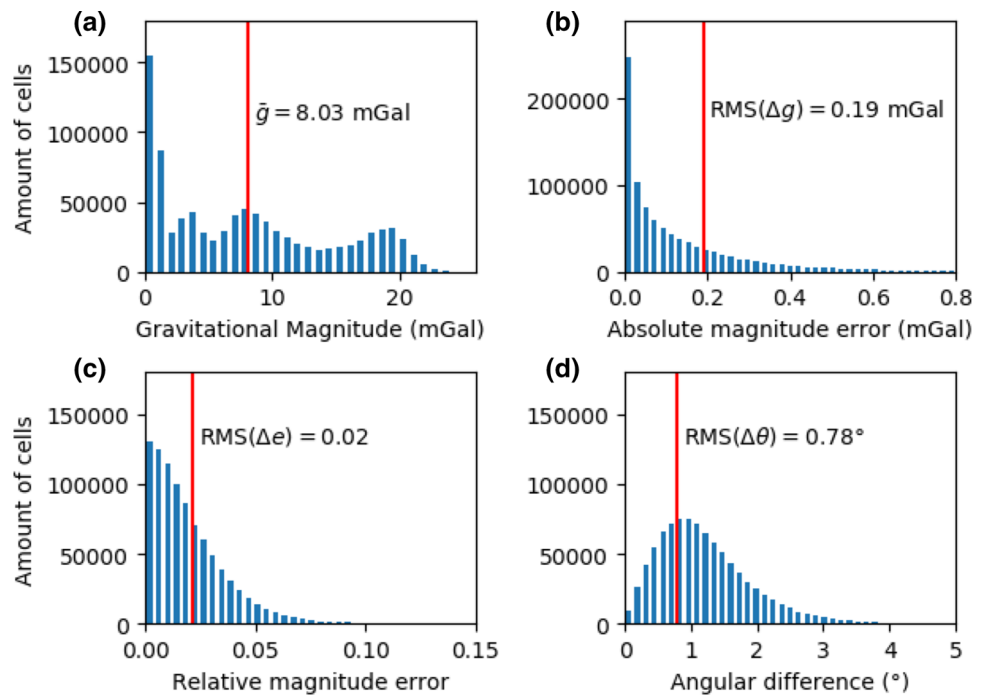 (a)
Amount of cells
150000
100000
50000
0
ḡ = 8.03 mGal
0 10 20
Gravitational Magnitude (mGal)
(b)
200000
100000
0
RMS(Δg) = 0.19 mGal
0.0 0.2 0.4 0.6 0.8
Absolute magnitude error (mGal)
(c)
Amount of cells
150000
100000
50000
0
RMS(Δe) = 0.02
0.00 0.05 0.10 0.15
Relative magnitude error
(d)
150000
100000
50000
0
RMS(Δθ) = 0.78°
0 1 2 3 4 5
Angular difference (°)